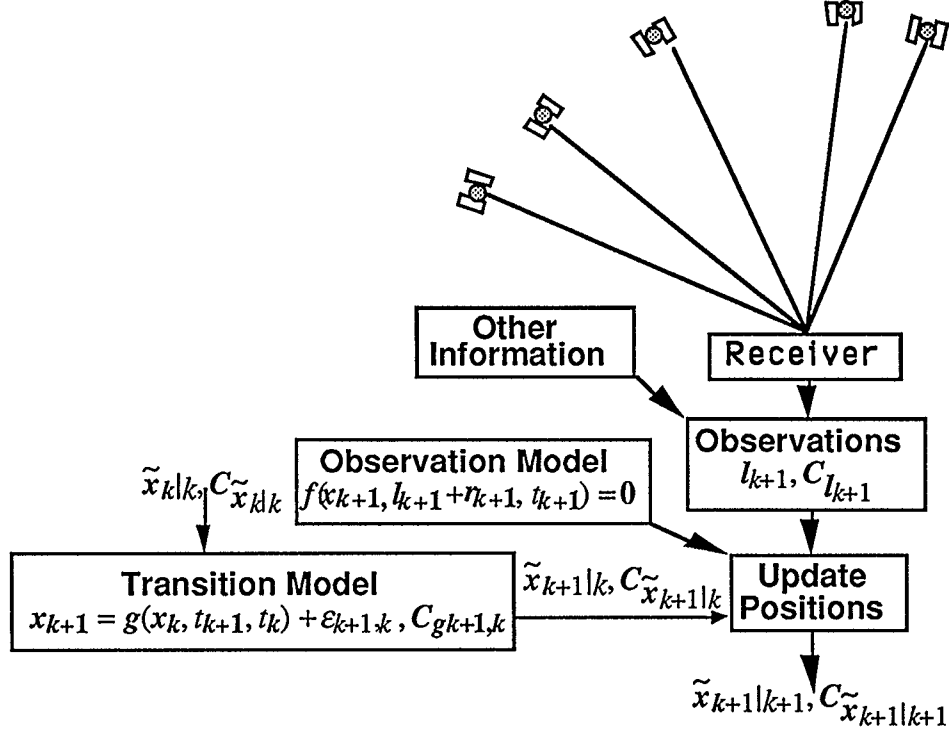 Other
Information
Receiver
Observations
l_{k+1}, C_{l_{k+1}}
Observation Model
f(x_{k+1}, l_{k+1}+r_{k+1}, t_{k+1}) = 0
x̃_{k|k}, C_{x̃_{k|k}}
Transition Model
x_{k+1} = g(x_k, t_{k+1}, t_k) + ε_{k+1,k}, C_{gk+1,k}
x̃_{k+1|k}, C_{x̃_{k+1|k}}
Update
Positions
x̃_{k+1|k+1}, C_{x̃_{k+1|k+1}}